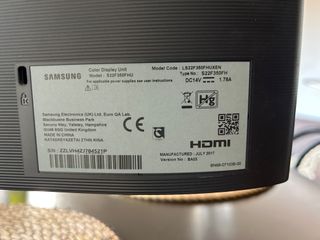 SAMSUNG
Color Display Unit
Model : S22F350FHU
For applicable power supplies see user instructions
Model Code : LS22F350FHUXEN
Type No : S22F350FH
DC14V 1.78A
Samsung Electronics (UK) Ltd, Euro QA Lab.
Blackbushe Business Park
Saxony Way, Yateley, Hampshire
GU46 6GG United Kingdom
MADE IN CHINA
S/N :
HDMI
MANUFACTURED : JULY 2017
Version No : BA03